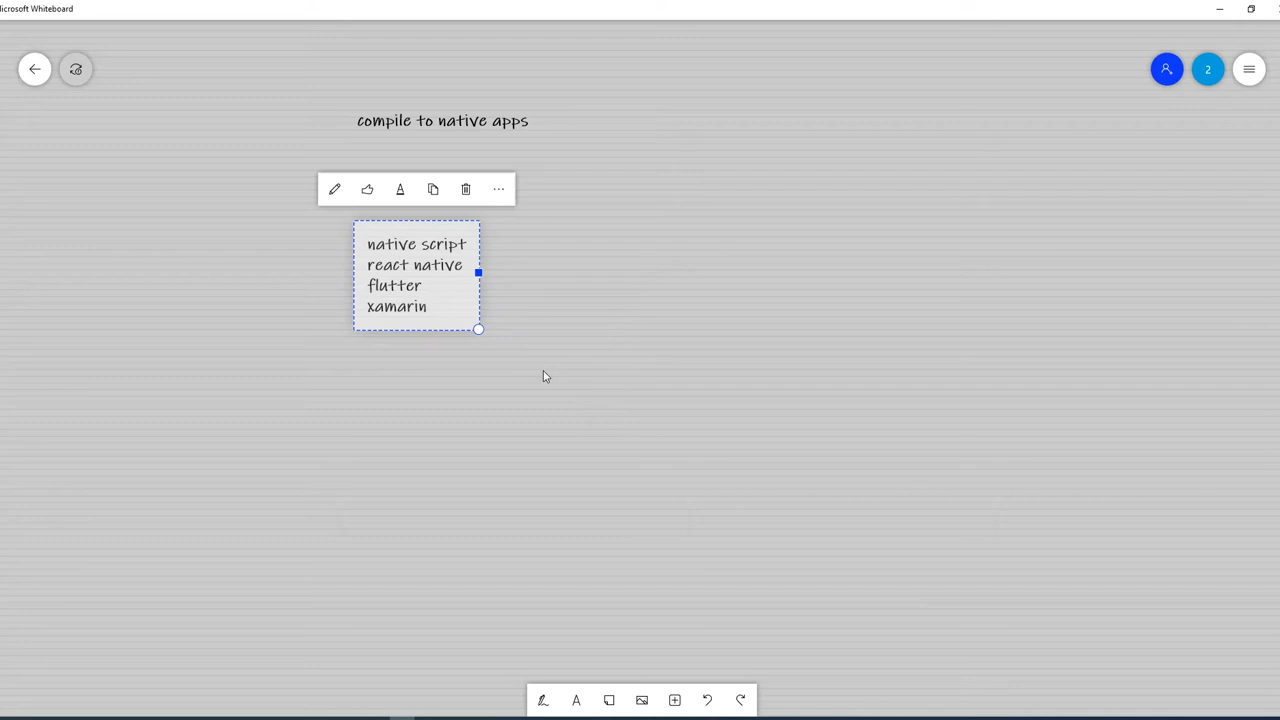 icrosoft Whiteboard
2
compile to native apps
native script
react native
flutter
xamarin